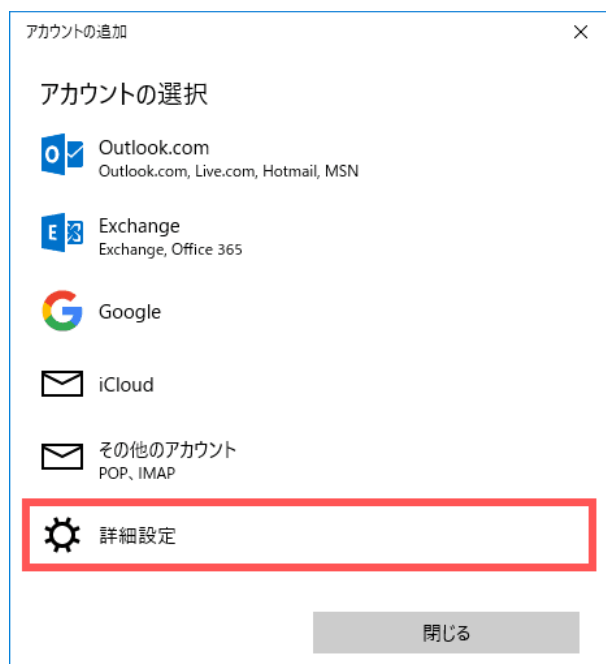 アカウントの追加
アカウントの選択
Outlook.com
Outlook.com, Live.com, Hotmail, MSN
Exchange
Exchange, Office 365
Google
iCloud
その他のアカウント
POP、IMAP
詳細設定
閉じる